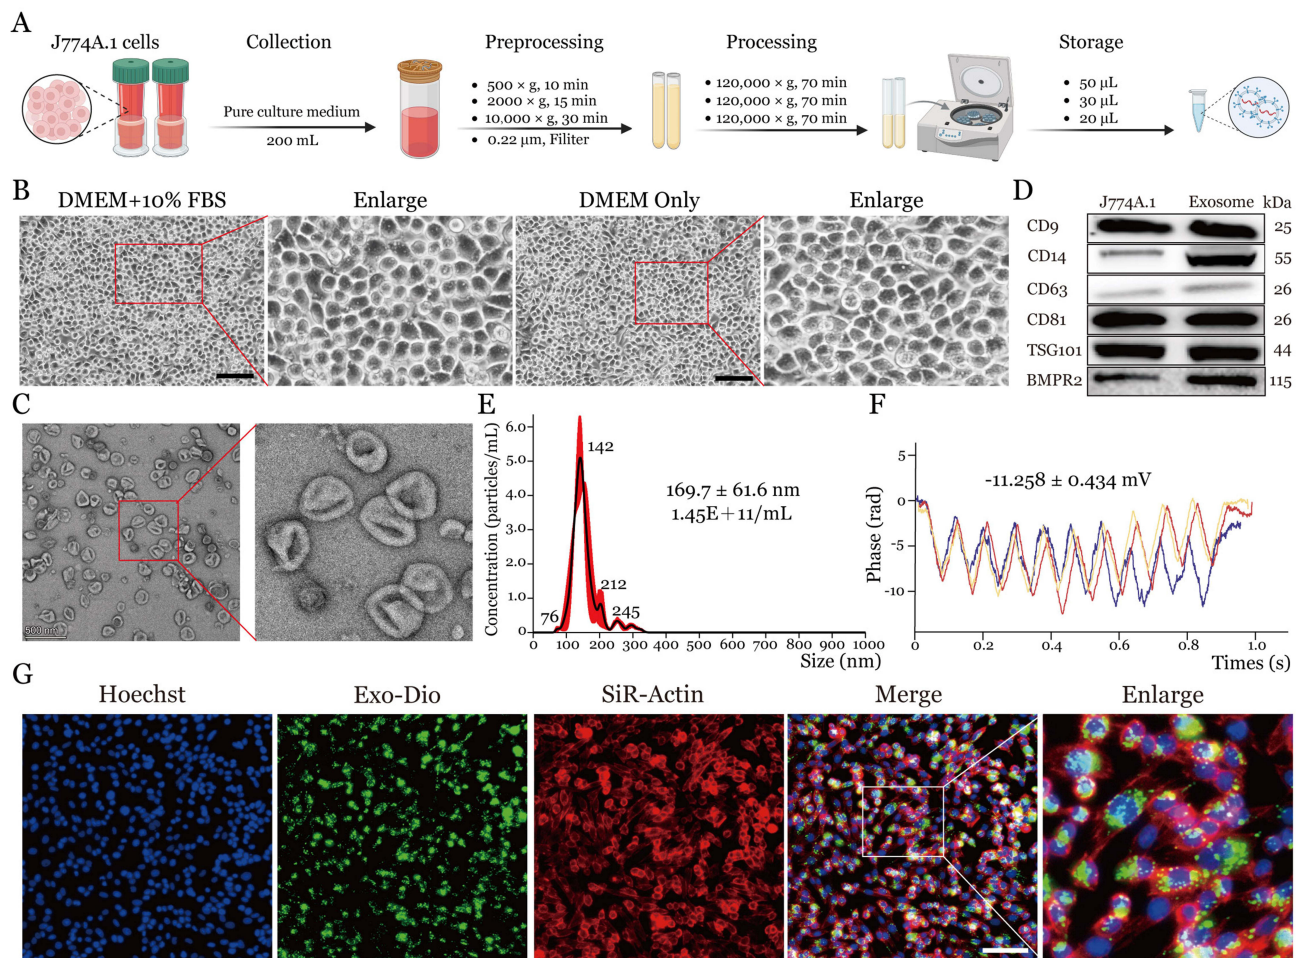 A
J774A.1 cells
Collection
Preprocessing
Processing
Storage
Pure culture medium
200 mL
• 500 × g, 10 min
• 2000 × g, 15 min
• 10,000 × g, 30 min
• 0.22 µm, Filiter
• 120,000 × g, 70 min
• 120,000 × g, 70 min
• 120,000 × g, 70 min
• 50 µL
• 30 µL
• 20 µL
B
DMEM+10% FBS
Enlarge
DMEM Only
Enlarge
D
J774A.1 Exosome kDa
CD9 25
CD14 55
CD63 26
CD81 26
TSG101 44
BMPR2 115
C
500 nm
E
Concentration (particles/mL)
6.0
5.0
4.0
3.0
2.0
1.0
0
142
169.7 ± 61.6 nm
1.45E+11/mL
76
212
245
0 100 200 300 400 500 600 700 800 900 1000
Size (nm)
F
Phase (rad)
5
0
-5
-10
-11.258 ± 0.434 mV
0 0.2 0.4 0.6 0.8 1.0
Times (s)
G
Hoechst
Exo-Dio
SiR-Actin
Merge
Enlarge